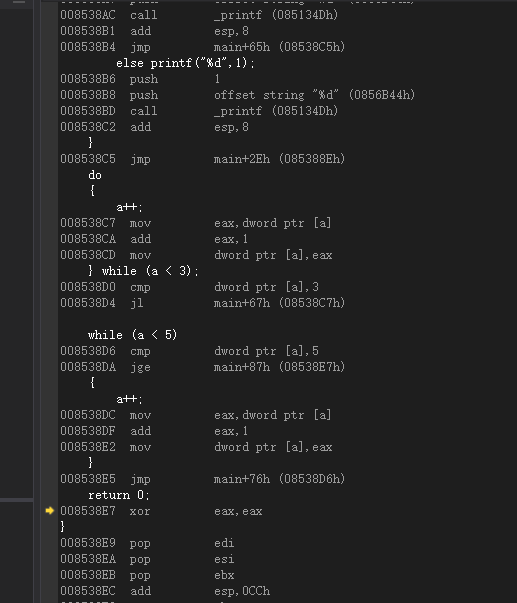 008538AC call _printf (085134Dh)
008538B1 add esp,8
008538B4 jmp main+65h (08538C5h)
else printf("%d",1);
008538B6 push 1
008538B8 push offset string "%d" (0856B44h)
008538BD call _printf (085134Dh)
008538C2 add esp,8
}
008538C5 jmp main+2Eh (085388Eh)
do
{
a++;
008538C7 mov eax,dword ptr [a]
008538CA add eax,1
008538CD mov dword ptr [a],eax
} while (a < 3);
008538D0 cmp dword ptr [a],3
008538D4 jl main+67h (08538C7h)
while (a < 5)
008538D6 cmp dword ptr [a],5
008538DA jge main+87h (08538E7h)
{
a++;
008538DC mov eax,dword ptr [a]
008538DF add eax,1
008538E2 mov dword ptr [a],eax
}
008538E5 jmp main+76h (08538D6h)
return 0;
008538E7 xor eax,eax
}
008538E9 pop edi
008538EA pop esi
008538EB pop ebx
008538EC add esp,0CCh